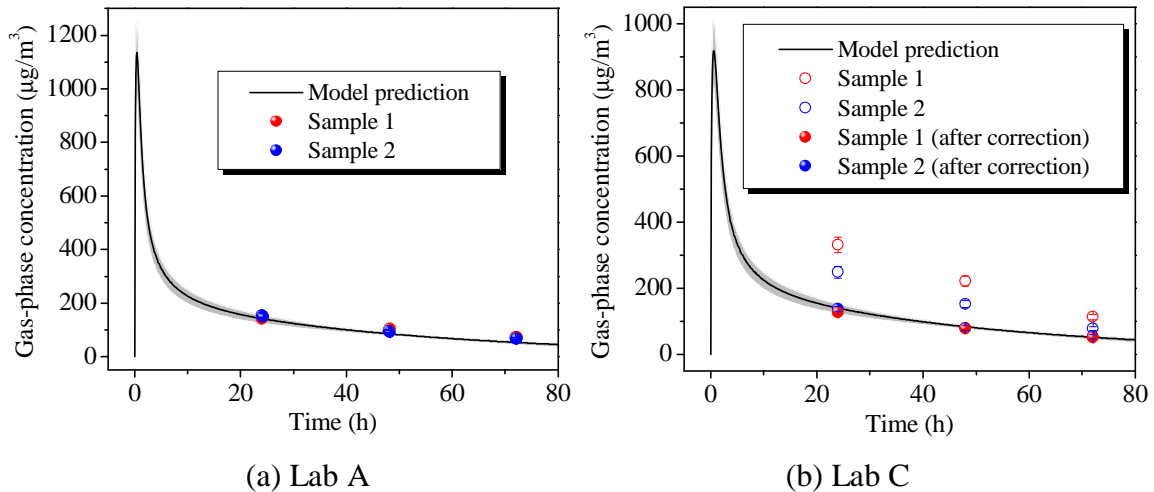 1200
1000
800
600
400
200
0
Gas-phase concentration (μg/m³)
Model prediction
Sample 1
Sample 2
0 20 40 60 80
Time (h)
(a) Lab A
1000
800
600
400
200
0
Gas-phase concentration (μg/m³)
Model prediction
Sample 1
Sample 2
Sample 1 (after correction)
Sample 2 (after correction)
0 20 40 60 80
Time (h)
(b) Lab C